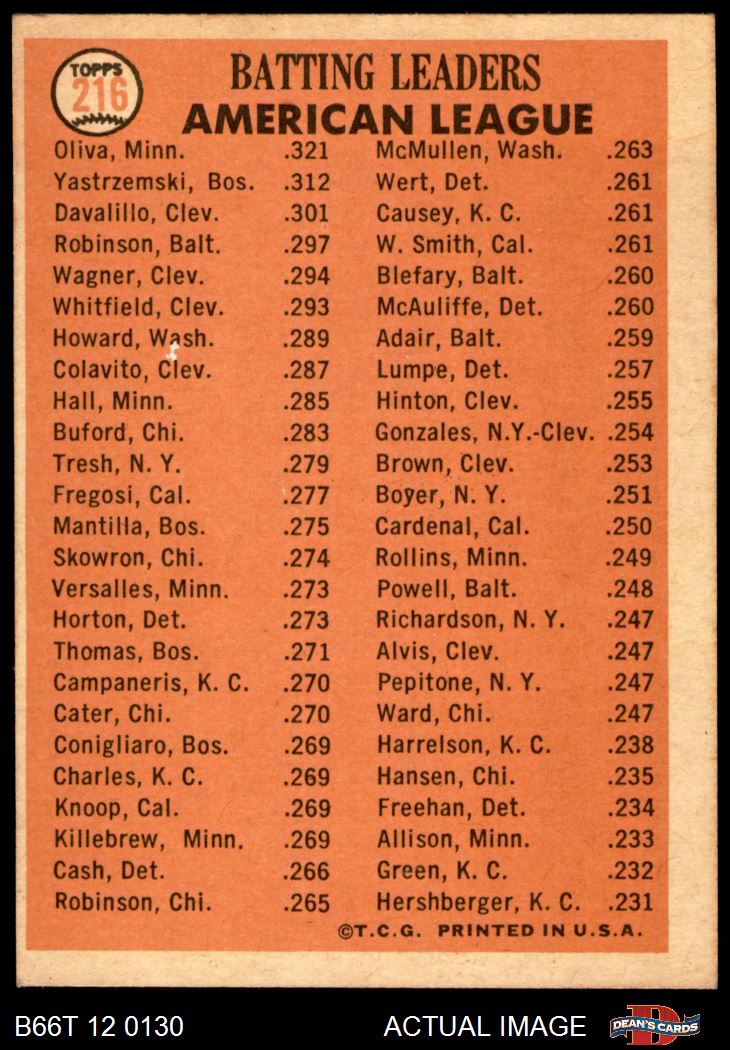 TOPPS
216
BATTING LEADERS
AMERICAN LEAGUE
Oliva, Minn. .321
Yastrzemski, Bos. .312
Davalillo, Clev. .301
Robinson, Balt. .297
Wagner, Clev. .294
Whitfield, Clev. .293
Howard, Wash. .289
Colavito, Clev. .287
Hall, Minn. .285
Buford, Chi. .283
Tresh, N. Y. .279
Fregosi, Cal. .277
Mantilla, Bos. .275
Skowron, Chi. .274
Versalles, Minn. .273
Horton, Det. .273
Thomas, Bos. .271
Campaneris, K. C. .270
Cater, Chi. .270
Conigliaro, Bos. .269
Charles, K. C. .269
Knoop, Cal. .269
Killebrew, Minn. .269
Cash, Det. .266
Robinson, Chi. .265
McMullen, Wash. .263
Wert, Det. .261
Causey, K. C. .261
W. Smith, Cal. .261
Blefary, Balt. .260
McAuliffe, Det. .260
Adair, Balt. .259
Lumpe, Det. .257
Hinton, Clev. .255
Gonzales, N.Y.-Clev. .254
Brown, Clev. .253
Boyer, N. Y. .251
Cardenal, Cal. .250
Rollins, Minn. .249
Powell, Balt. .248
Richardson, N. Y. .247
Alvis, Clev. .247
Pepitone, N. Y. .247
Ward, Chi. .247
Harrelson, K. C. .238
Hansen, Chi. .235
Freehan, Det. .234
Allison, Minn. .233
Green, K. C. .232
Hershberger, K. C. .231
©T.C.G. PRINTED IN U.S.A.
B66T 12 0130
ACTUAL IMAGE
D
DEAN'S CARDS